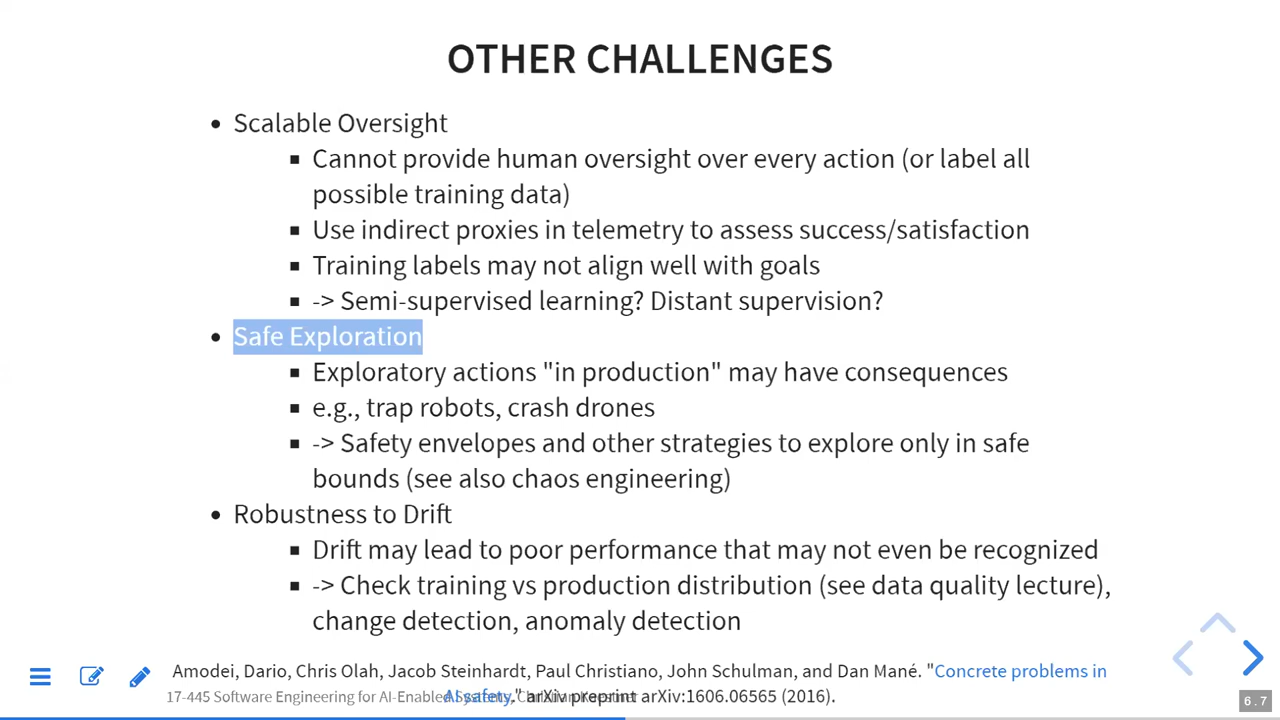 OTHER CHALLENGES
Scalable Oversight
Cannot provide human oversight over every action (or label all
possible training data)
Use indirect proxies in telemetry to assess success/satisfaction
Training labels may not align well with goals
-> Semi-supervised learning? Distant supervision?
Safe Exploration
Exploratory actions "in production" may have consequences
e.g., trap robots, crash drones
-> Safety envelopes and other strategies to explore only in safe
bounds (see also chaos engineering)
Robustness to Drift
Drift may lead to poor performance that may not even be recognized
-> Check training vs production distribution (see data quality lecture),
change detection, anomaly detection
Amodei, Dario, Chris Olah, Jacob Steinhardt, Paul Christiano, John Schulman, and Dan Mané. "Concrete problems in
AI safety." arXiv preprint arXiv:1606.06565 (2016).
17-445 Software Engineering for AI-Enabled Systems, Christian
6.7